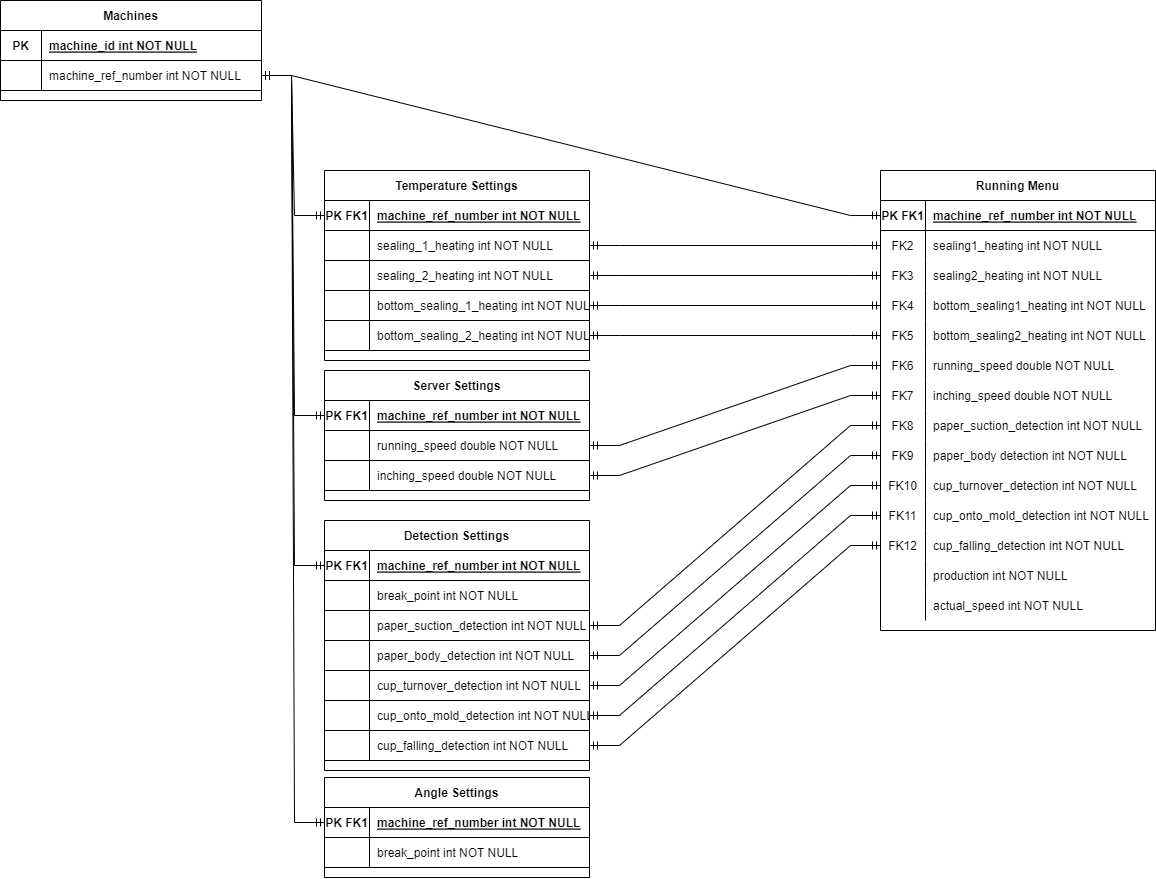 Machines
PK machine_id int NOT NULL
machine_ref_number int NOT NULL
Temperature Settings
PK FK1 machine_ref_number int NOT NULL
sealing_1_heating int NOT NULL
sealing_2_heating int NOT NULL
bottom_sealing_1_heating int NOT NUL
bottom_sealing_2_heating int NOT NUL
Server Settings
PK FK1 machine_ref_number int NOT NULL
running_speed double NOT NULL
inching_speed double NOT NULL
Detection Settings
PK FK1 machine_ref_number int NOT NULL
break_point int NOT NULL
paper_suction_detection int NOT NULL
paper_body_detection int NOT NULL
cup_turnover_detection int NOT NULL
cup_onto_mold_detection int NOT NULL
cup_falling_detection int NOT NULL
Angle Settings
PK FK1 machine_ref_number int NOT NULL
break_point int NOT NULL
Running Menu
PK FK1 machine_ref_number int NOT NULL
FK2 sealing1_heating int NOT NULL
FK3 sealing2_heating int NOT NULL
FK4 bottom_sealing1_heating int NOT NULL
FK5 bottom_sealing2_heating int NOT NULL
FK6 running_speed double NOT NULL
FK7 inching_speed double NOT NULL
FK8 paper_suction_detection int NOT NULL
FK9 paper_body detection int NOT NULL
FK10 cup_turnover_detection int NOT NULL
FK11 cup_onto_mold_detection int NOT NULL
FK12 cup_falling_detection int NOT NULL
production int NOT NULL
actual_speed int NOT NULL